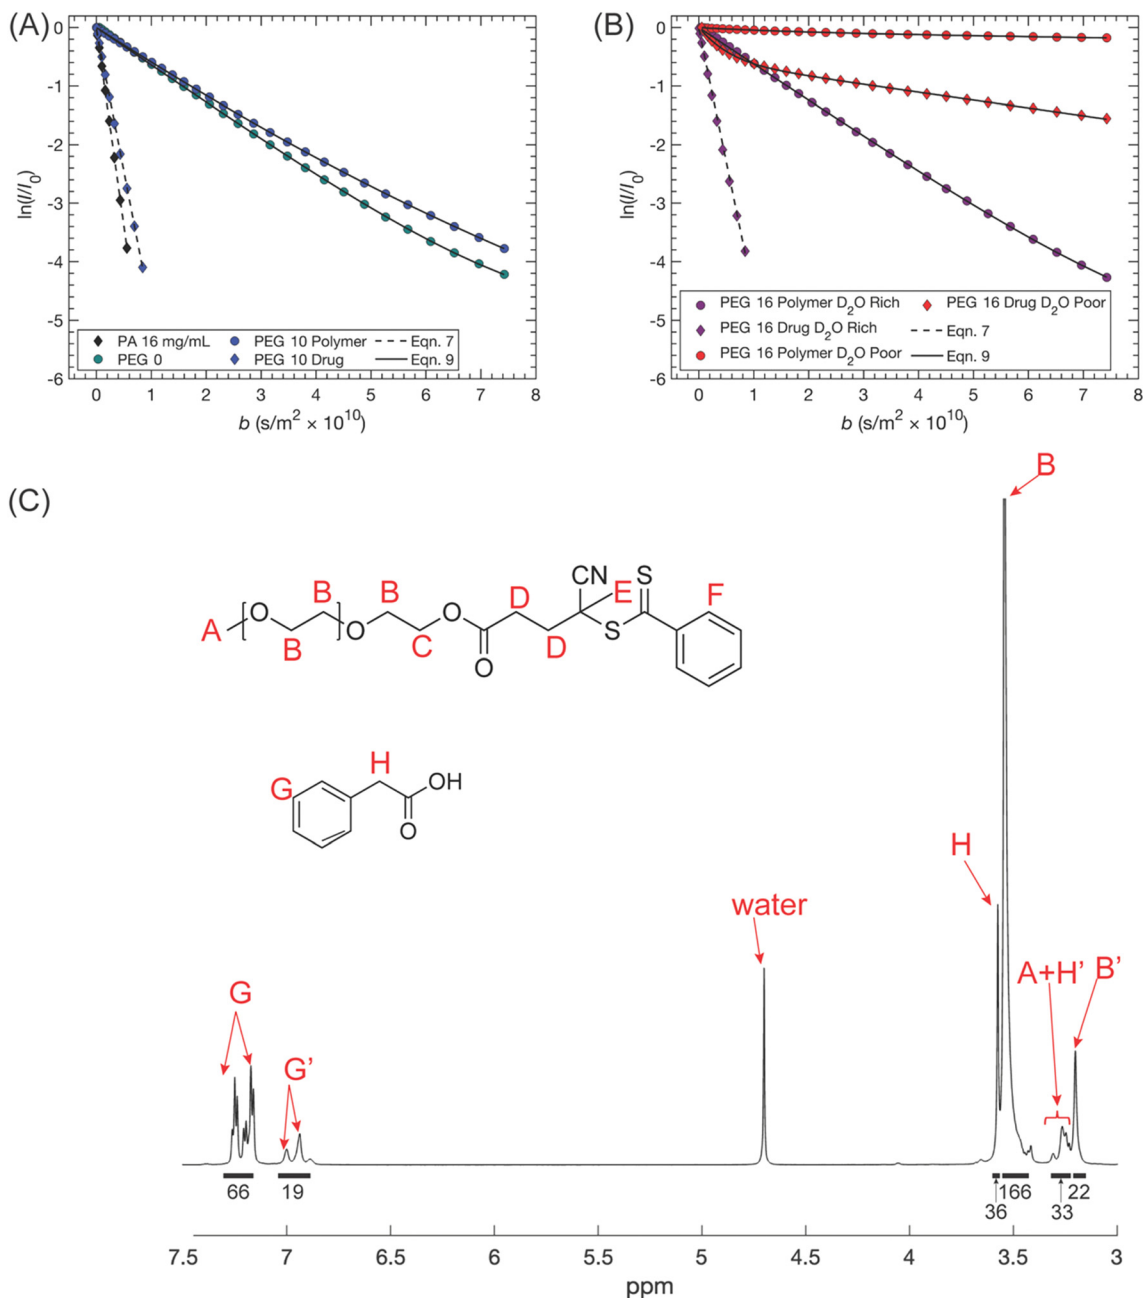 (A)
0
-1
-2
-3
-4
-5
-6
ln(I/I₀)
PA 16 mg/mL
PEG 0
PEG 10 Polymer
PEG 10 Drug
Eqn. 7
Eqn. 9
0 1 2 3 4 5 6 7 8
b (s/m² × 10¹⁰)
(B)
0
-1
-2
-3
-4
-5
-6
ln(I/I₀)
PEG 16 Polymer D₂O Rich
PEG 16 Drug D₂O Rich
PEG 16 Polymer D₂O Poor
PEG 16 Drug D₂O Poor
Eqn. 7
Eqn. 9
0 1 2 3 4 5 6 7 8
b (s/m² × 10¹⁰)
(C)
B
CN S
B B D E F
A O O O S
B C O D
H
G OH
O
H
water
A+H' B'
G
G'
66 19 36 166 33 22
7.5 7 6.5 6 5.5 5 4.5 4 3.5 3
ppm